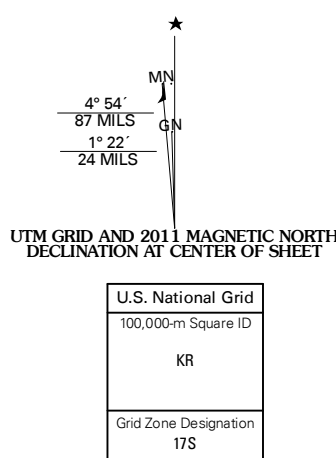 MN
4° 54´
87 MILS
GN
1° 22´
24 MILS
UTM GRID AND 2011 MAGNETIC NORTH
DECLINATION AT CENTER OF SHEET
U.S. National Grid
100,000-m Square ID
KR
Grid Zone Designation
17S